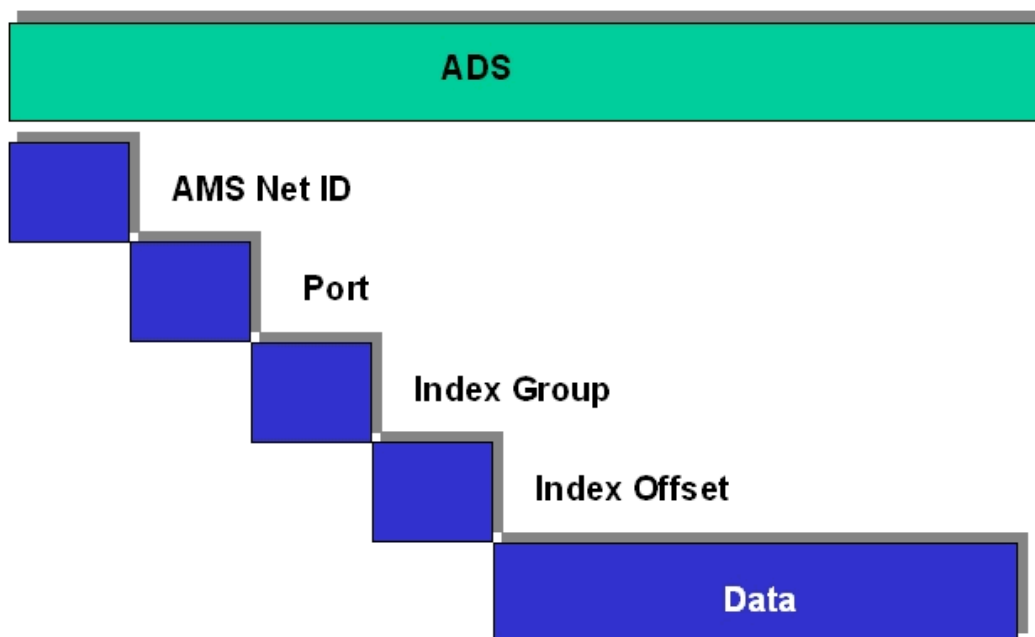 ADS
AMS Net ID
Port
Index Group
Index Offset
Data